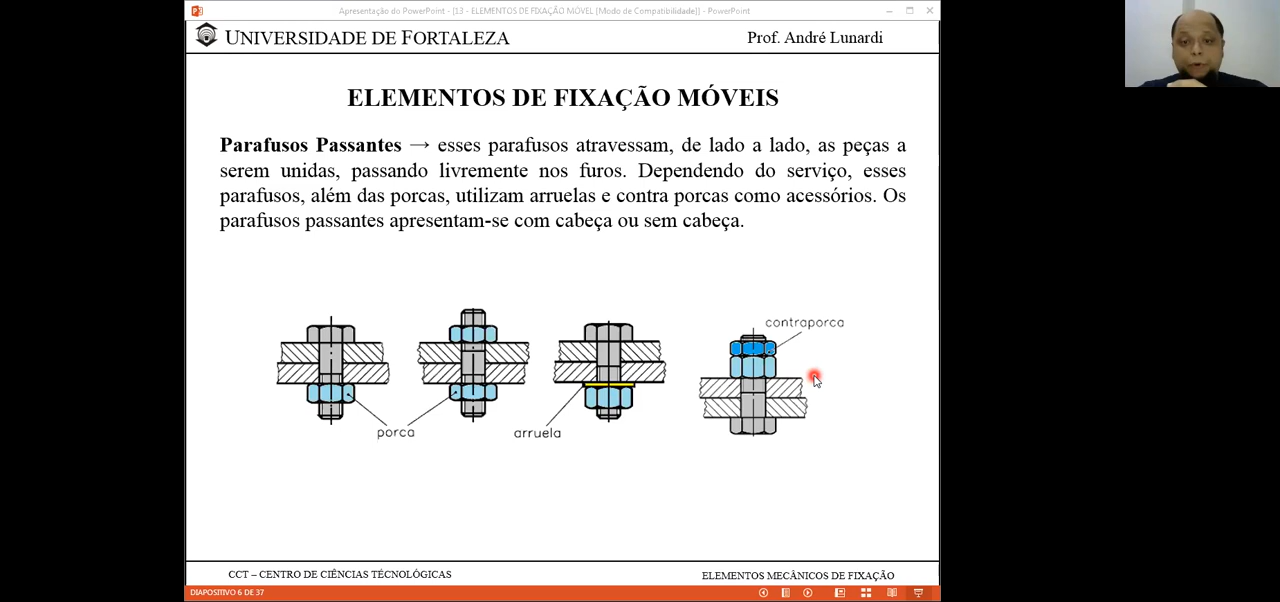 Apresentação do PowerPoint - [13 - ELEMENTOS DE FIXAÇÃO MÓVEL [Modo de Compatibilidade]] - PowerPoint
UNIVERSIDADE DE FORTALEZA
Prof. André Lunardi
ELEMENTOS DE FIXAÇÃO MÓVEIS
Parafusos Passantes → esses parafusos atravessam, de lado a lado, as peças a
serem unidas, passando livremente nos furos. Dependendo do serviço, esses
parafusos, além das porcas, utilizam arruelas e contra porcas como acessórios. Os
parafusos passantes apresentam-se com cabeça ou sem cabeça.
contraporca
porca
arruela
CCT – CENTRO DE CIÊNCIAS TÉCNOLÓGICAS
ELEMENTOS MECÂNICOS DE FIXAÇÃO
DIAPOSITIVO 6 DE 37